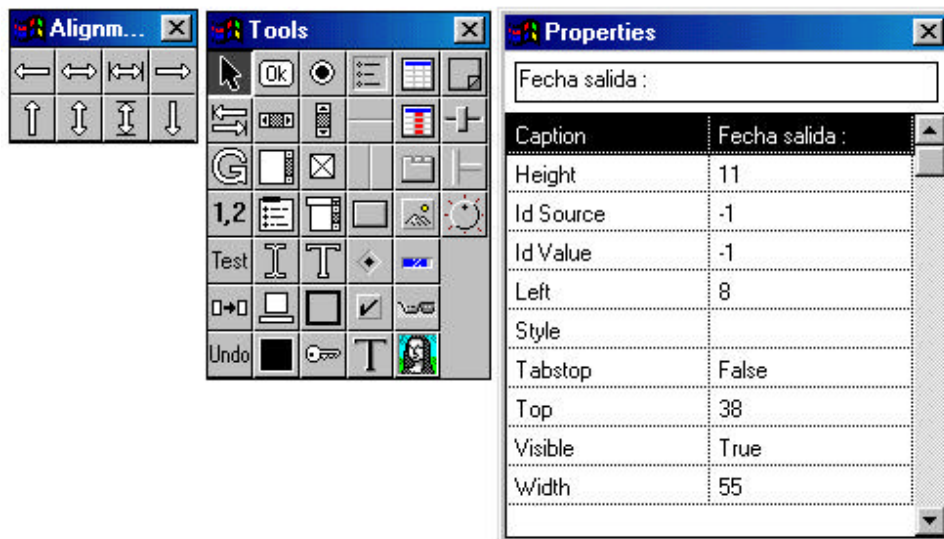 Alignm...
Tools
Ok
1,2
Test
Undo
Properties
Fecha salida :
Caption Fecha salida :
Height 11
Id Source -1
Id Value -1
Left 8
Style
Tabstop False
Top 38
Visible True
Width 55